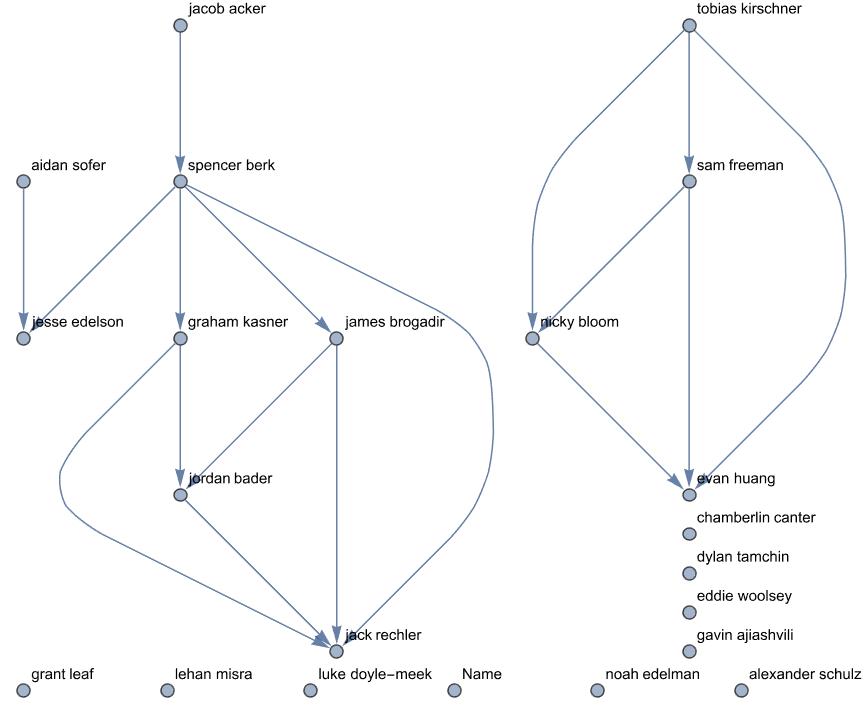 jacob acker
tobias kirschner
aidan sofer
spencer berk
sam freeman
jesse edelson
graham kasner
james brogadir
nicky bloom
jordan bader
evan huang
chamberlin canter
dylan tamchin
eddie woolsey
gavin ajiashvili
jack rechler
grant leaf
lehan misra
luke doyle-meek
Name
noah edelman
alexander schulz